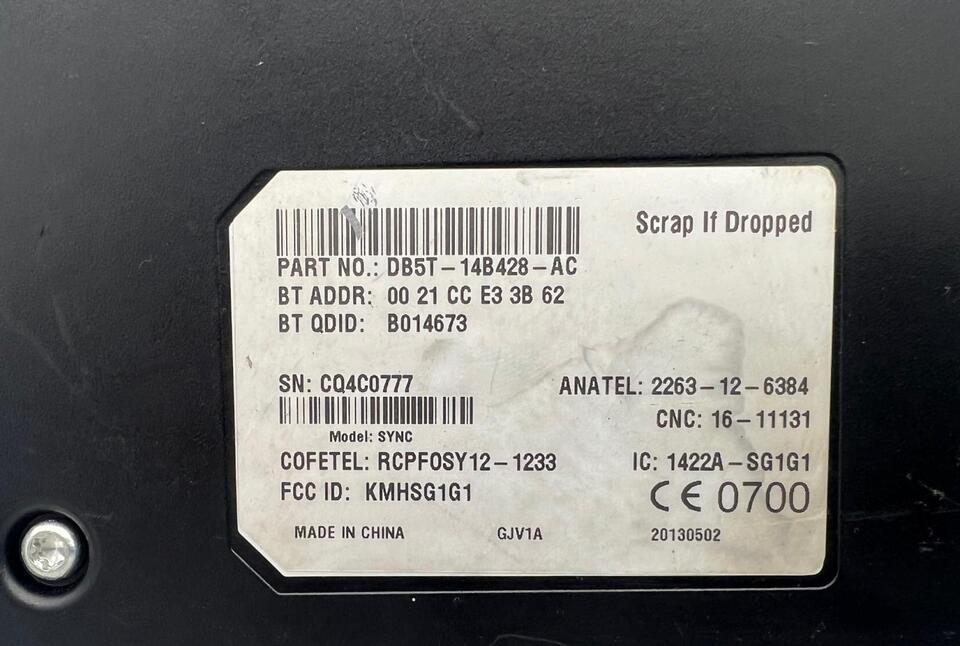 Scrap If Dropped
PART NO.: DB5T-14B428-AC
BT ADDR: 00 21 CC E3 3B 62
BT QDID: B014673
SN: CQ4C0777
ANATEL: 2263-12-6384
CNC: 16-11131
Model: SYNC
COFETEL: RCPFOSY12-1233
IC: 1422A-SG1G1
FCC ID: KMHSG1G1
CE 0700
MADE IN CHINA
GJV1A
20130502